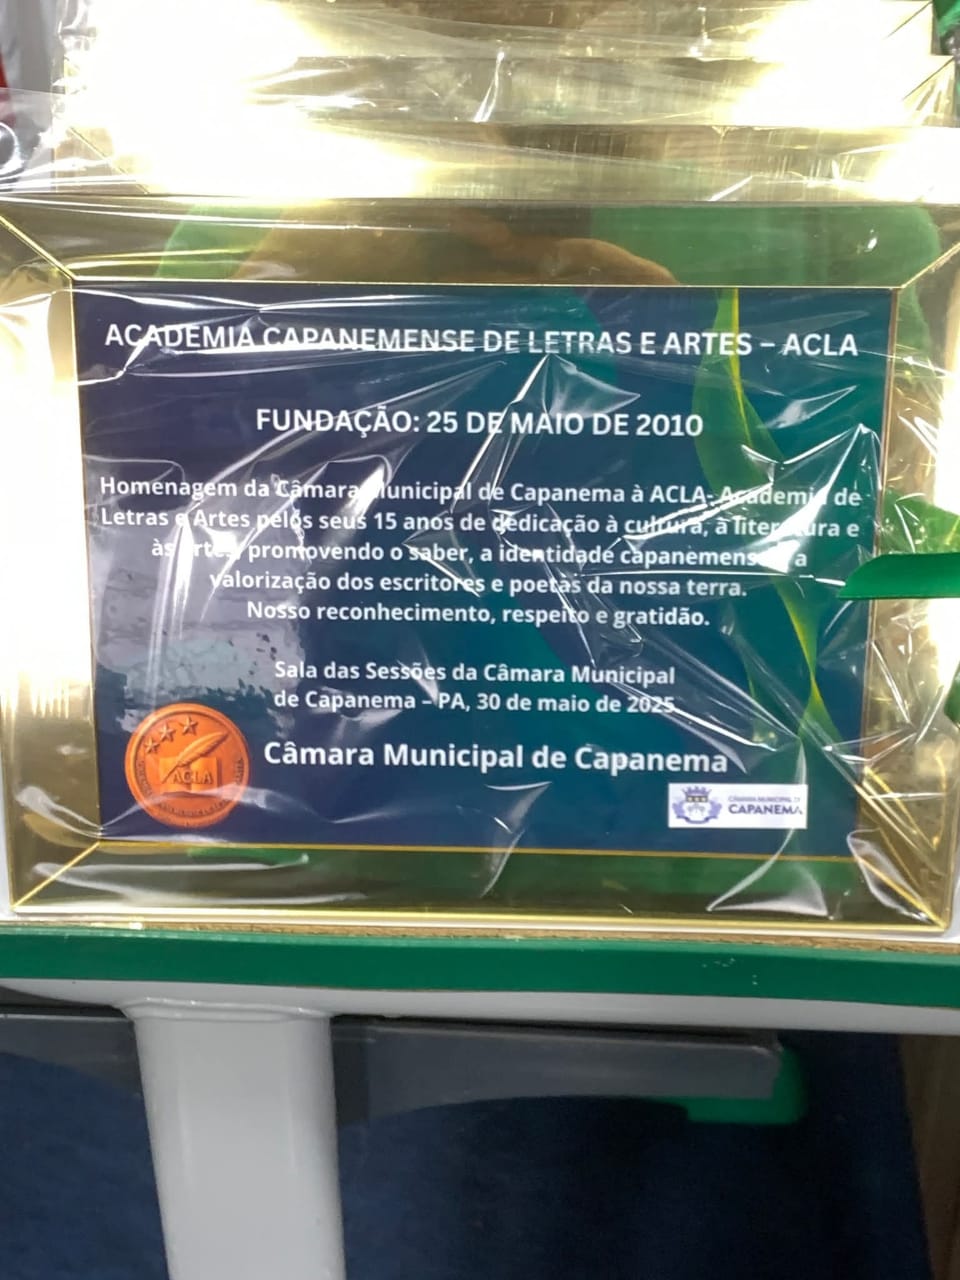 ACADEMIA CAPANEMENSE DE LETRAS E ARTES – ACLA
FUNDAÇÃO: 25 DE MAIO DE 2010
Homenagem da Câmara Municipal de Capanema à ACLA- Academia de
Letras e Artes pelos seus 15 anos de dedicação à cultura, à literatura e
às artes, promovendo o saber, a identidade capanemense a
valorização dos escritores e poetas da nossa terra.
Nosso reconhecimento, respeito e gratidão.
Sala das Sessões da Câmara Municipal
de Capanema – PA, 30 de maio de 2025
Câmara Municipal de Capanema
ACLA
CÂMARA MUNICIPAL DE
CAPANEMA